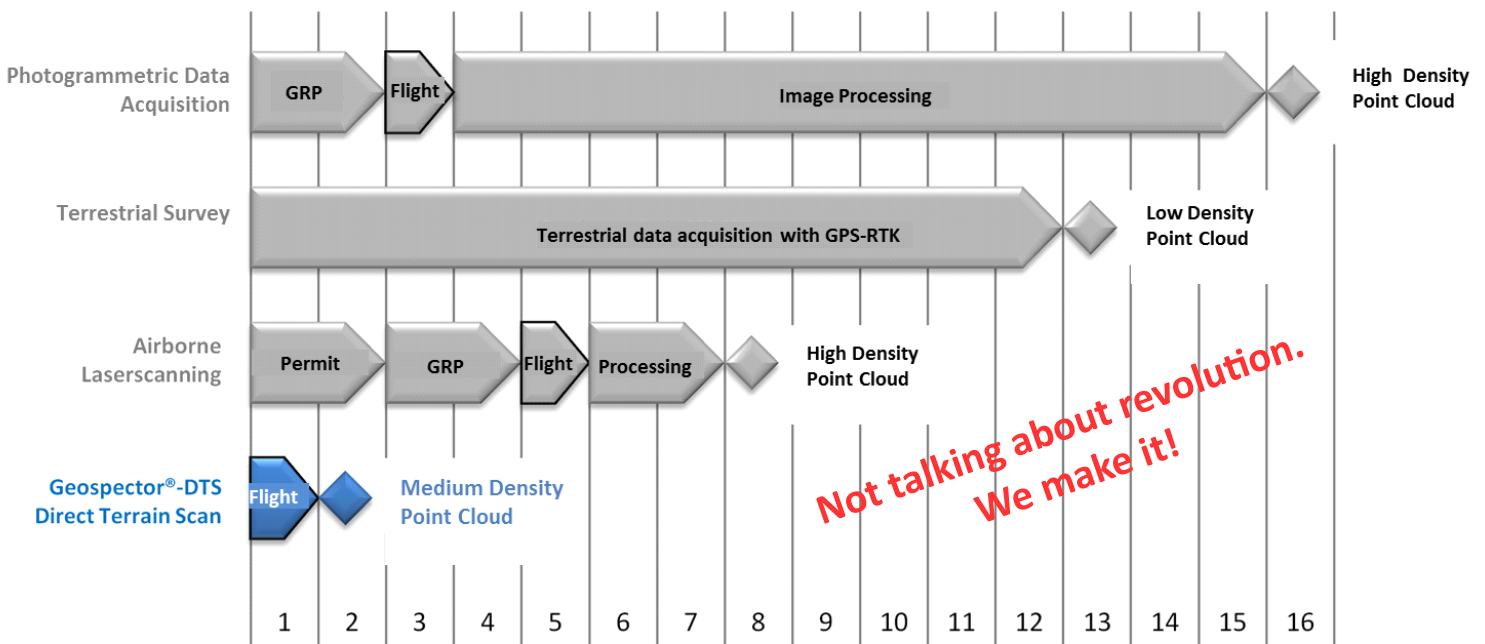 Photogrammetric Data
Acquisition
GRP
Flight
Image Processing
High Density
Point Cloud
Terrestrial Survey
Terrestrial data acquisition with GPS-RTK
Low Density
Point Cloud
Airborne
Laserscanning
Permit
GRP
Flight
Processing
High Density
Point Cloud
Not talking about revolution.
We make it!
Geospector®-DTS
Direct Terrain Scan
Flight
Medium Density
Point Cloud
1 2 3 4 5 6 7 8 9 10 11 12 13 14 15 16